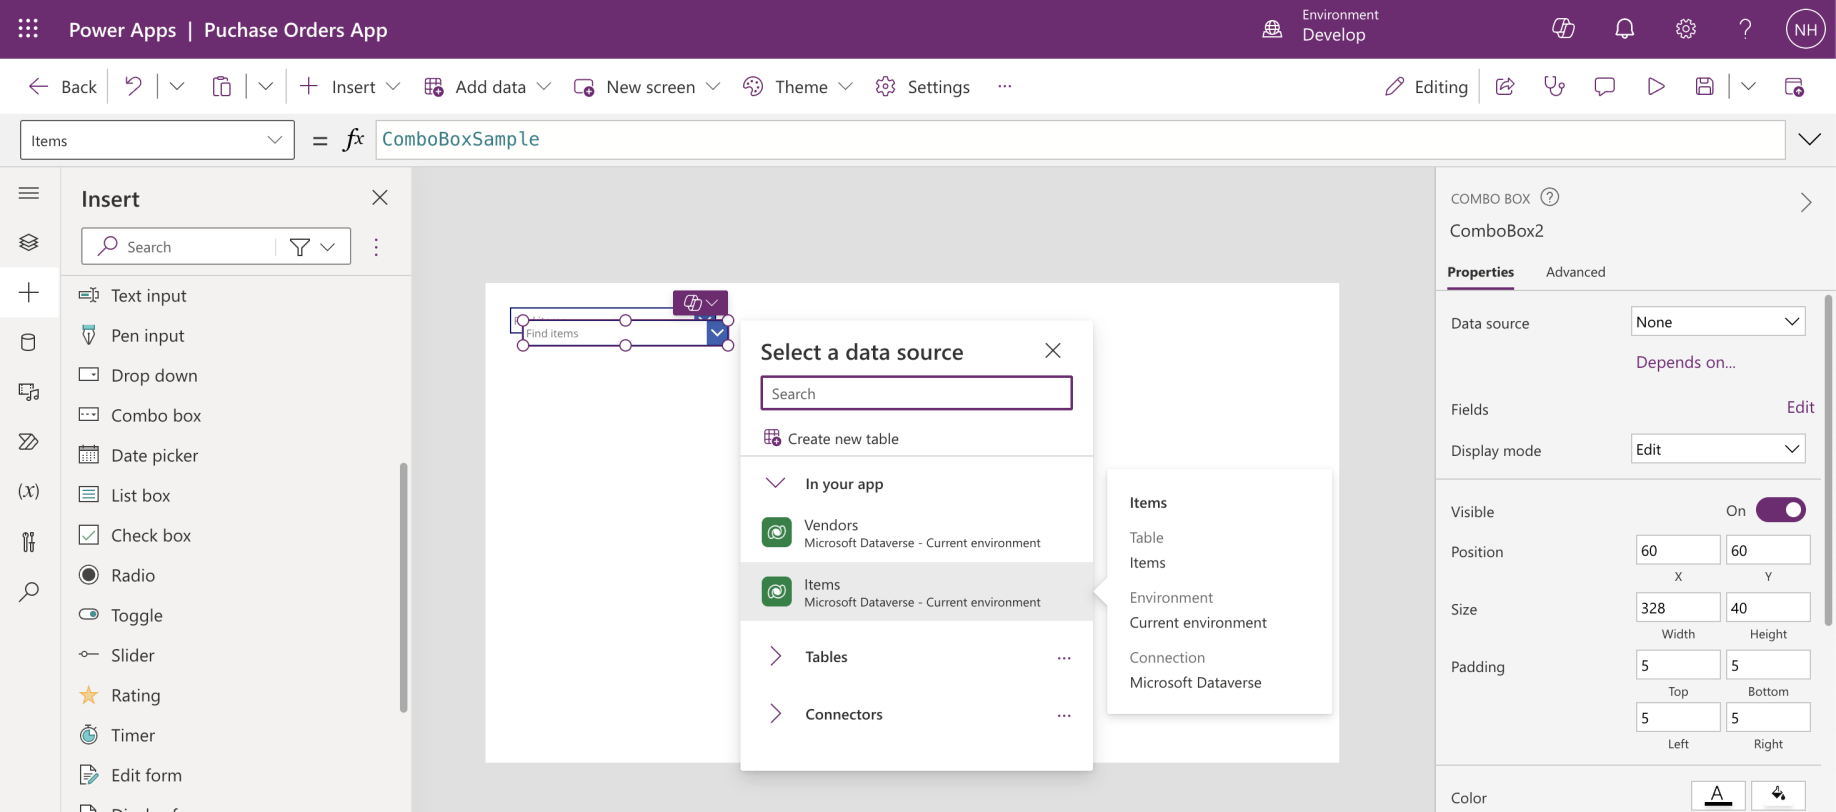 Power Apps | Puchase Orders App
Environment
Develop
NH
Back
Insert
Add data
New screen
Theme
Settings
...
Editing
Items
= fx
ComboBoxSample
Insert
Search
Text input
Pen input
Drop down
Combo box
Date picker
List box
Check box
Radio
Toggle
Slider
Rating
Timer
Edit form
Find items
Select a data source
Search
Create new table
In your app
Vendors
Microsoft Dataverse - Current environment
Items
Microsoft Dataverse - Current environment
Tables
...
Connectors
...
Items
Table
Items
Environment
Current environment
Connection
Microsoft Dataverse
COMBO BOX ?
ComboBox2
Properties Advanced
Data source None
Depends on...
Fields Edit
Display mode Edit
Visible On
Position 60 60
X Y
Size 328 40
Width Height
Padding 5 5
Top Bottom
5 5
Left Right
Color A